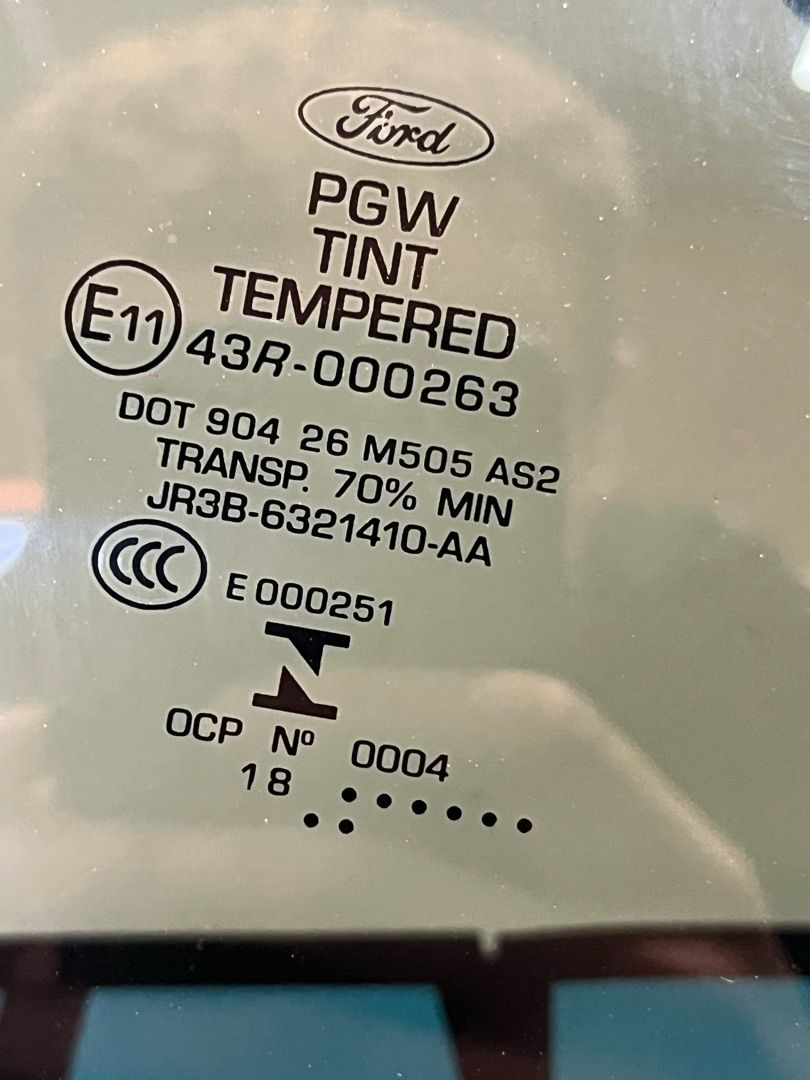 Ford
PGW
TINT
TEMPERED
E11 43R-000263
DOT 904 26 M505 AS2
TRANSP. 70% MIN
JR3B-6321410-AA
CCC E000251
OCP Nº 0004
18